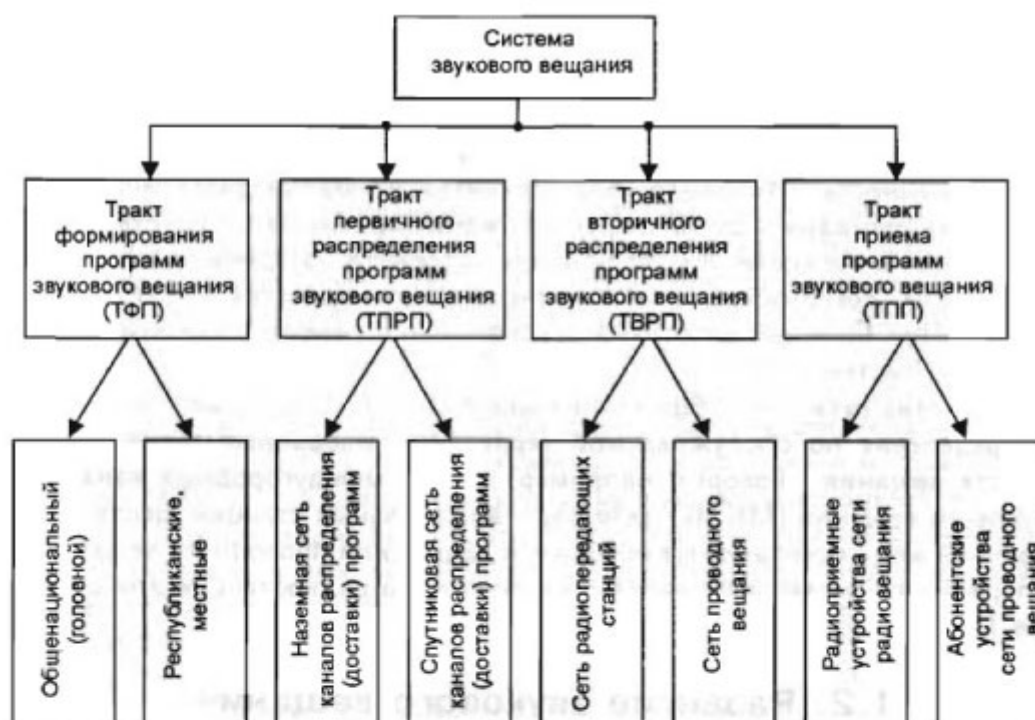 Система
звукового вещания
Тракт
формирования
программ
звукового вещания
(ТФП)
Тракт
первичного
распределения
программ
звукового вещания
(ТПРП)
Тракт
вторичного
распределения
программ
звукового вещания
(ТВРП)
Тракт
приема
программ
звукового вещания
(ТПП)
Общенациональный
(головной)
Республиканские,
местные
Наземная сеть
каналов распределения
(доставки) программ
Спутниковая сеть
каналов распределения
(доставки) программ
Сеть радиопередающих
станций
Сеть проводного
вещания
Радиоприемные
устройства сети
радиовещания
Абонентские
устройства
сети проводного
вещания